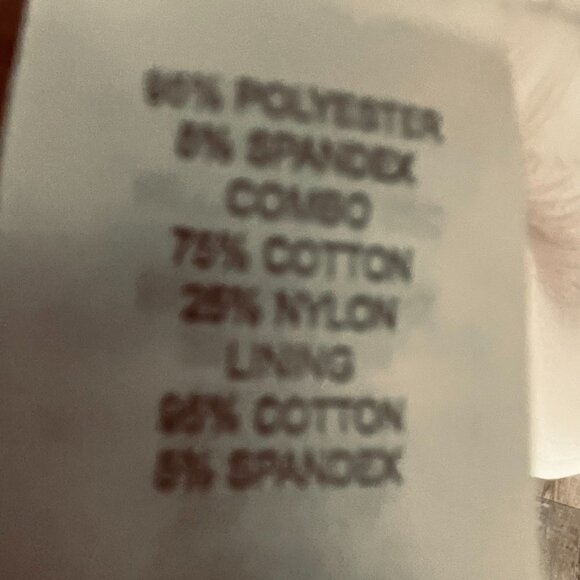 95% POLYESTER
5% SPANDEX
COMBO
75% COTTON
25% NYLON
LINING
95% COTTON
5% SPANDEX